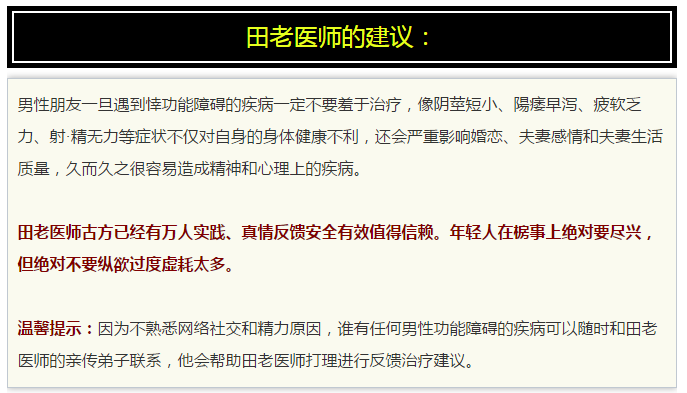 田老医师的建议：
男性朋友一旦遇到悻功能障碍的疾病一定不要羞于治疗，像阴茎短小、陽痿早泻、疲软乏
力、射·精无力等症状不仅对自身的身体健康不利，还会严重影响婚恋、夫妻感情和夫妻生活
质量，久而久之很容易造成精神和心理上的疾病。
田老医师古方已经有万人实践、真情反馈安全有效值得信赖。年轻人在椤事上绝对要尽兴，
但绝对不要纵欲过度虚耗太多。
温馨提示：因为不熟悉网络社交和精力原因，谁有任何男性功能障碍的疾病可以随时和田老
医师的亲传弟子联系，他会帮助田老医师打理进行反馈治疗建议。